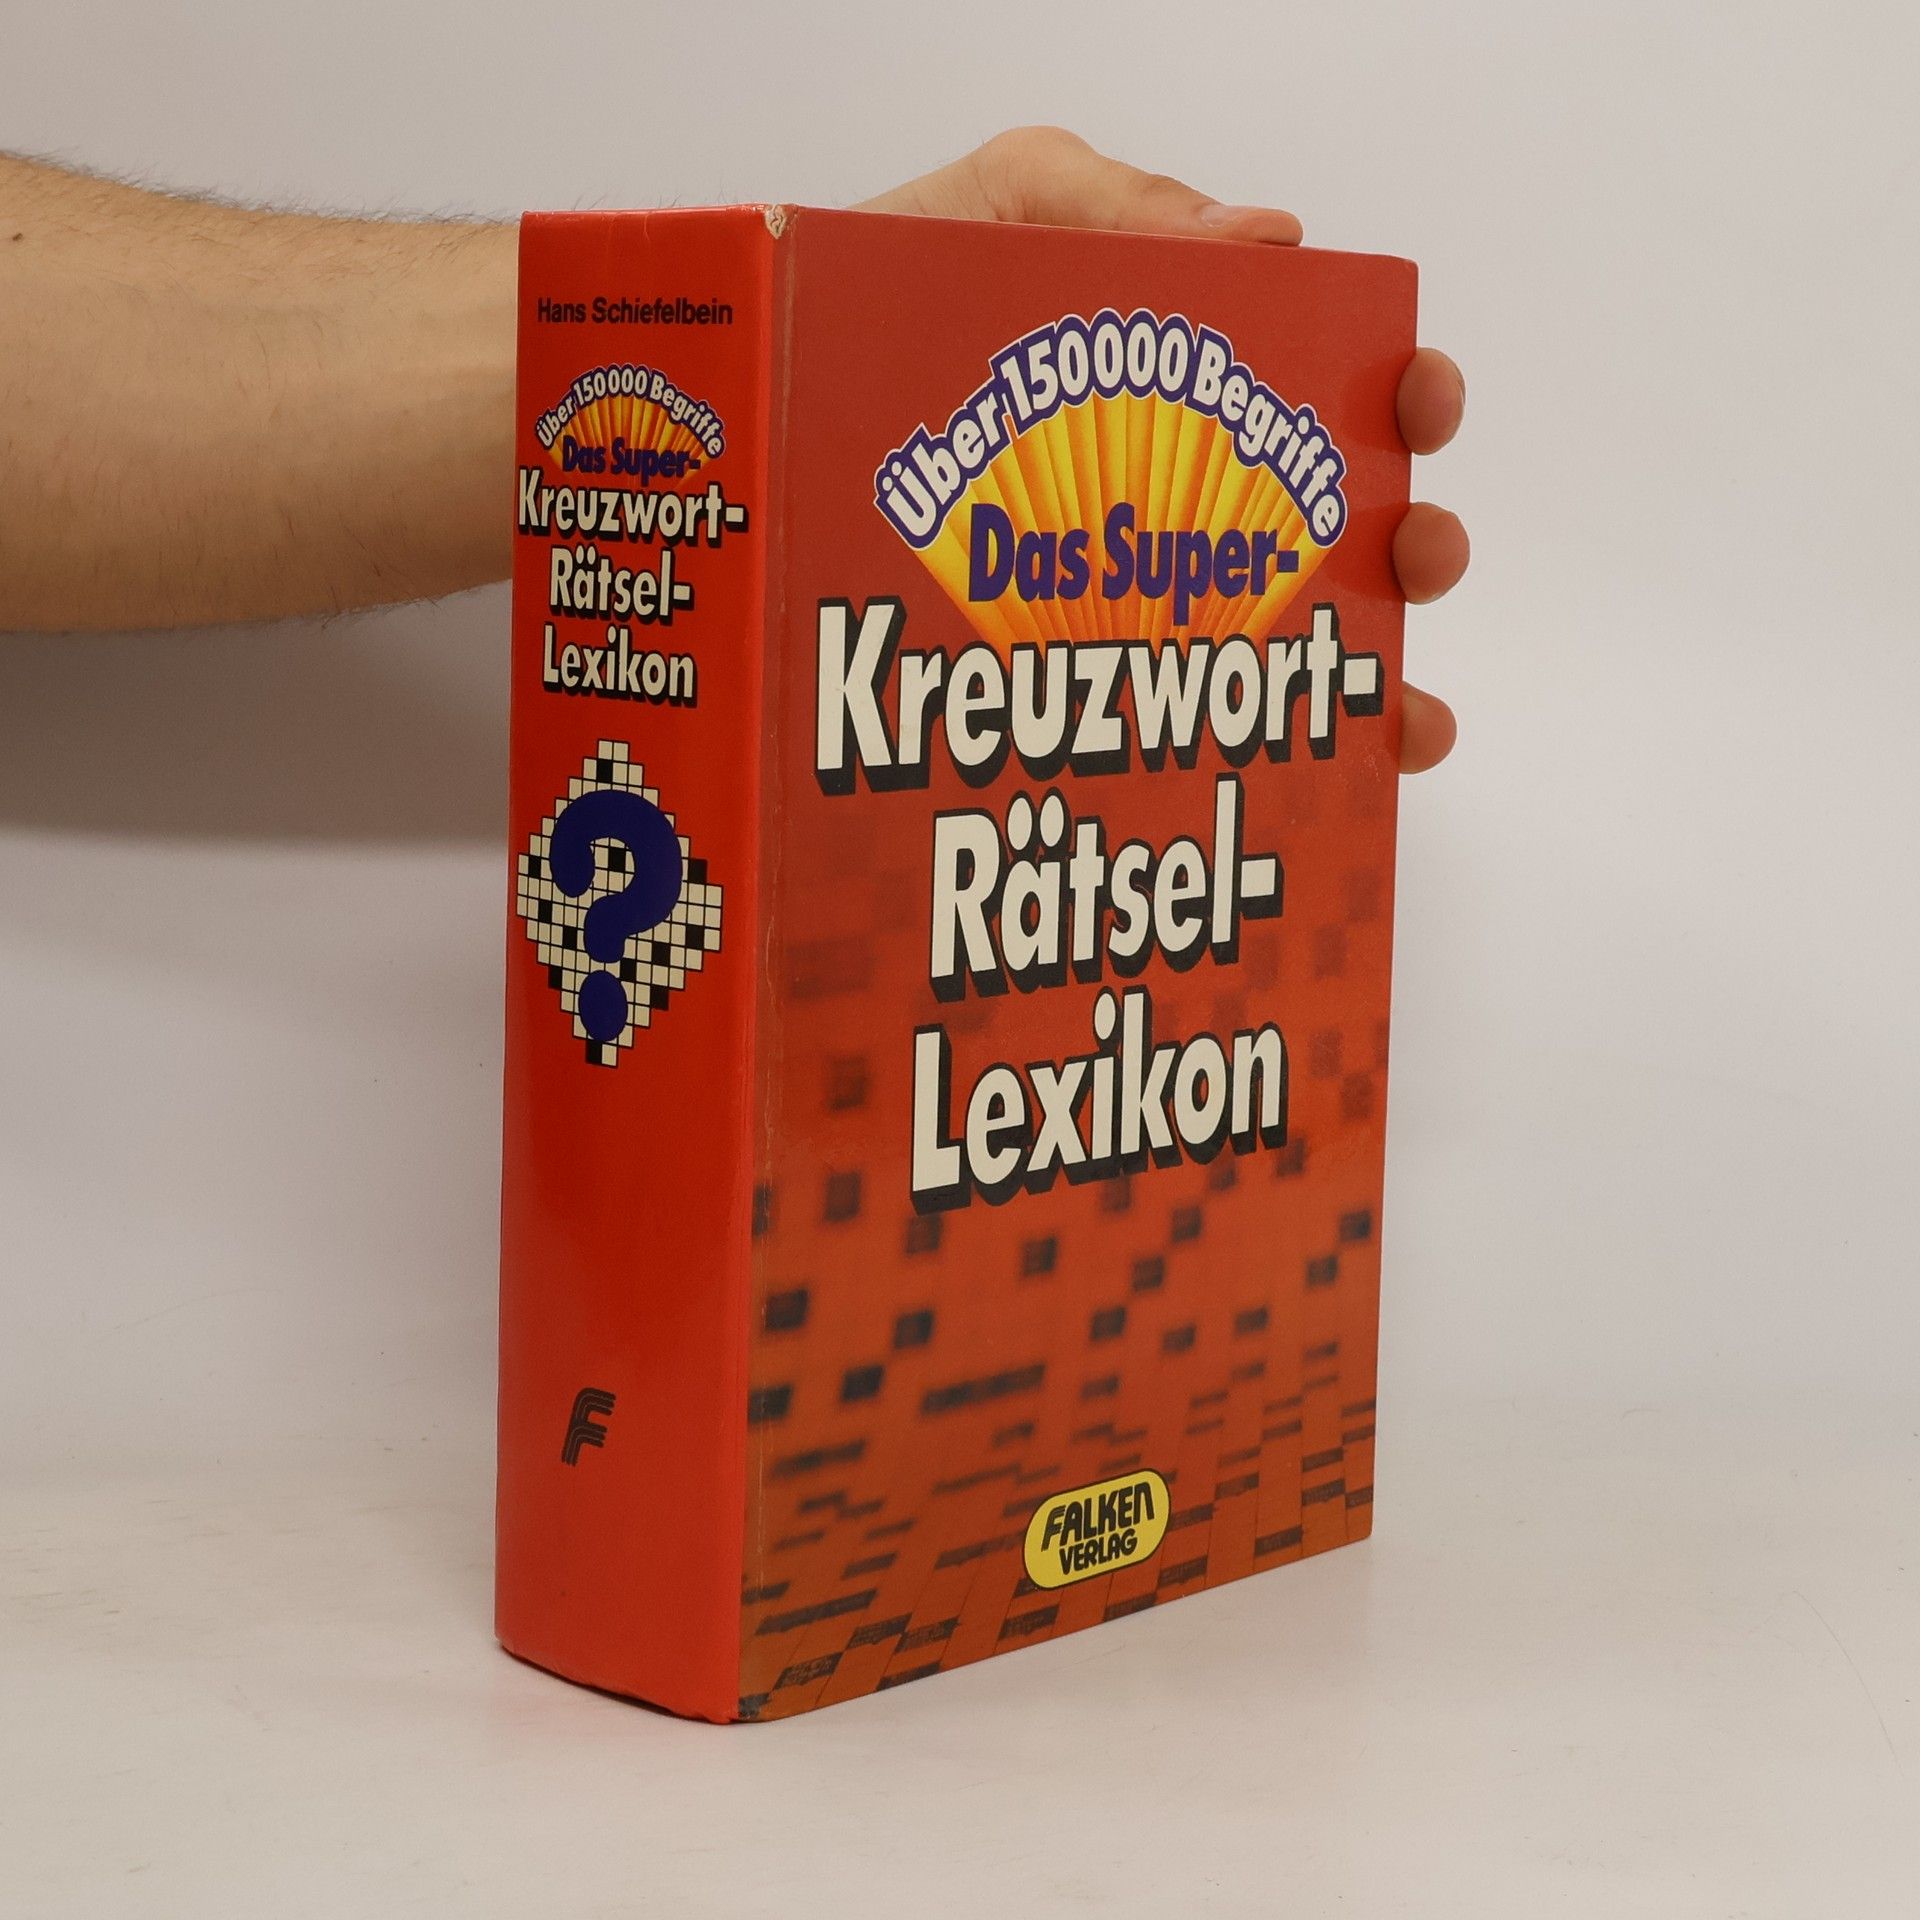 Hans Schiefelbein
Über 150000 Begriffe
Das Super-
Kreuzwort-
Rätsel-
Lexikon
?
F
Über 150000 Begriffe
Das Super-
Kreuzwort-
Rätsel-
Lexikon
FALKEN
VERLAG